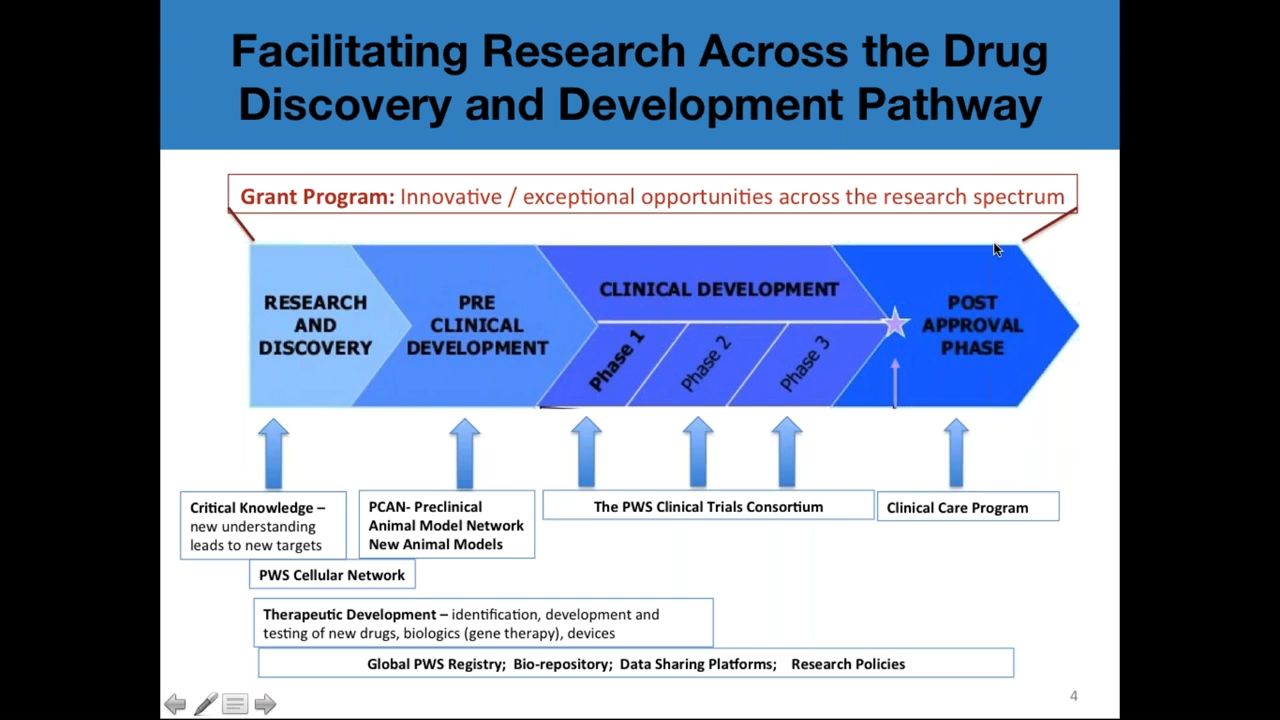 Facilitating Research Across the Drug
Discovery and Development Pathway
Grant Program: Innovative / exceptional opportunities across the research spectrum
RESEARCH
AND
DISCOVERY
PRE
CLINICAL
DEVELOPMENT
CLINICAL DEVELOPMENT
Phase 1
Phase 2
Phase 3
POST
APPROVAL
PHASE
Critical Knowledge –
new understanding
leads to new targets
PCAN- Preclinical
Animal Model Network
New Animal Models
The PWS Clinical Trials Consortium
Clinical Care Program
PWS Cellular Network
Therapeutic Development – identification, development and
testing of new drugs, biologics (gene therapy), devices
Global PWS Registry; Bio-repository; Data Sharing Platforms; Research Policies
4